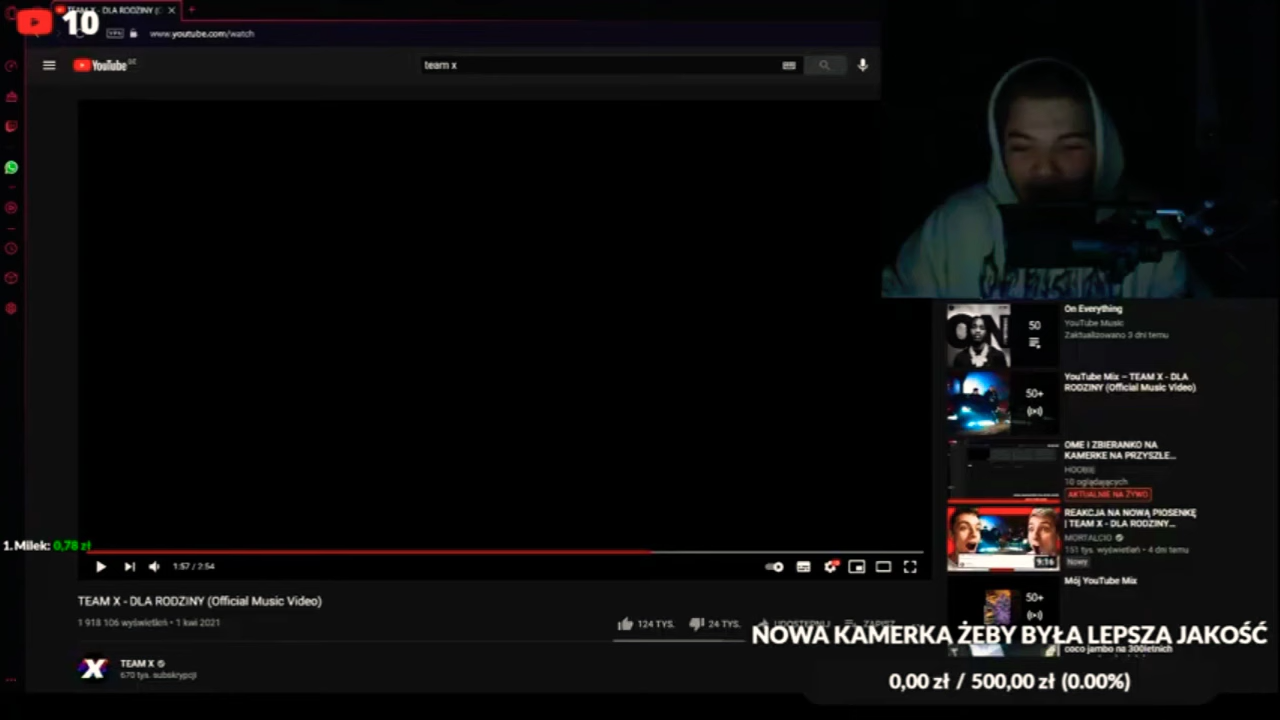 TEAM X - DLA RODZINY (
10
VPN
www.youtube.com/watch
YouTube
team x
On Everything
50
YouTube Music
Zaktualizowano 3 dni temu
YouTube Mix – TEAM X - DLA
RODZINY (Official Music Video)
50+
OME I ZBIERANKO NA
KAMERKE NA PRZYSZŁE...
HOOBIE
10 oglądających
AKTUALNIE NA ŻYWO
REAKCJA NA NOWĄ PIOSENKĘ
| TEAM X - DLA RODZINY...
MORTALCIO
151 tys. wyświetleń • 4 dni temu
9:16
Nowy
1.Milek: 0,78 zł
1:57 / 2:54
Mój YouTube Mix
50+
TEAM X - DLA RODZINY (Official Music Video)
1 918 106 wyświetleń • 1 kwi 2021
124 TYS.
24 TYS.
UDOSTĘPNIJ
ZAPISZ
NOWA KAMERKA ŻEBY BYŁA LEPSZA JAKOŚĆ
coco jambo na 300letnich
TEAM X
670 tys. subskrypcji
0,00 zł / 500,00 zł (0.00%)